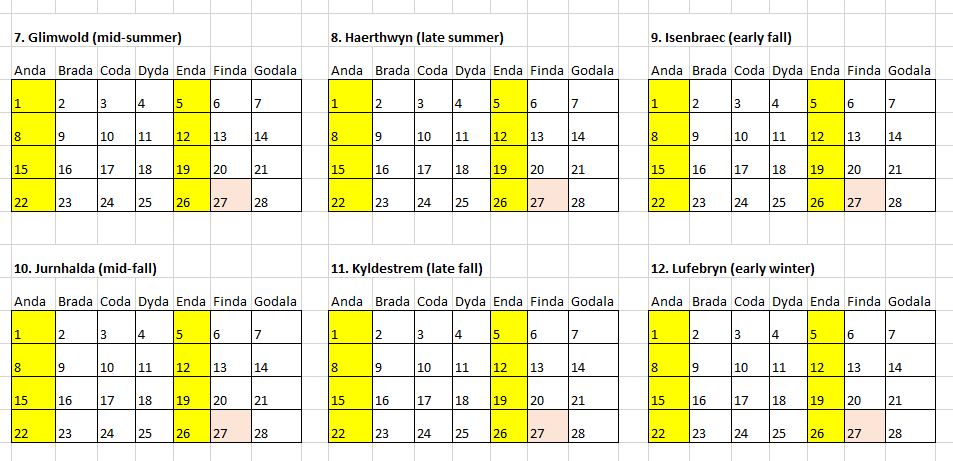 7. Glimwold (mid-summer) 8. Haerthwyn (late summer) 9. Isenbraec (early fall)
Anda Brada Coda Dyda Enda Finda Godala Anda Brada Coda Dyda Enda Finda Godala Anda Brada Coda Dyda Enda Finda Godala
1 2 3 4 5 6 7 1 2 3 4 5 6 7 1 2 3 4 5 6 7
8 9 10 11 12 13 14 8 9 10 11 12 13 14 8 9 10 11 12 13 14
15 16 17 18 19 20 21 15 16 17 18 19 20 21 15 16 17 18 19 20 21
22 23 24 25 26 27 28 22 23 24 25 26 27 28 22 23 24 25 26 27 28
10. Jurnhalda (mid-fall) 11. Kyldestrem (late fall) 12. Lufebryn (early winter)
Anda Brada Coda Dyda Enda Finda Godala Anda Brada Coda Dyda Enda Finda Godala Anda Brada Coda Dyda Enda Finda Godala
1 2 3 4 5 6 7 1 2 3 4 5 6 7 1 2 3 4 5 6 7
8 9 10 11 12 13 14 8 9 10 11 12 13 14 8 9 10 11 12 13 14
15 16 17 18 19 20 21 15 16 17 18 19 20 21 15 16 17 18 19 20 21
22 23 24 25 26 27 28 22 23 24 25 26 27 28 22 23 24 25 26 27 28